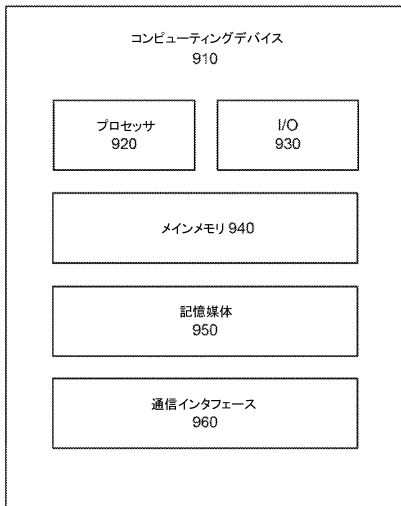 コンピューティングデバイス
910
プロセッサ
920
I/O
930
メインメモリ 940
記憶媒体
950
通信インタフェース
960